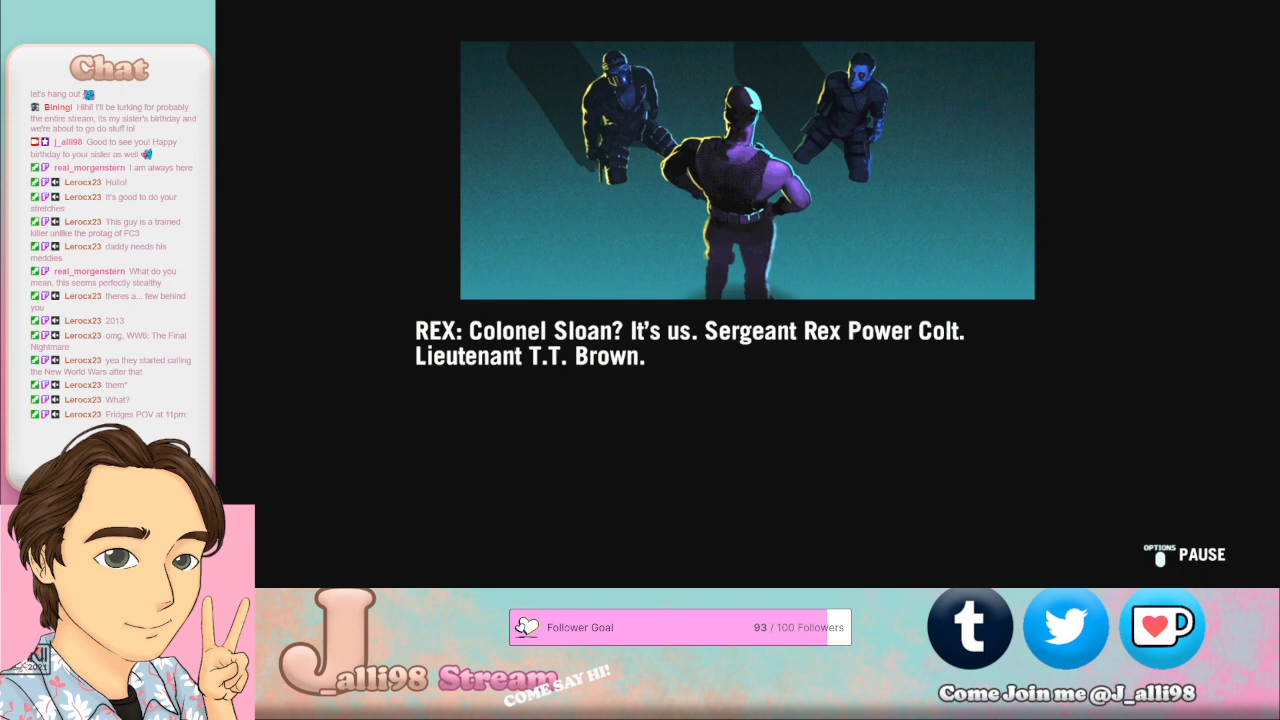 Chat
let's hang out
Biningi Hihi! I'll be lurking for probably
the entire stream, its my sister's birthday and
we're about to go do stuff lol
j_alli98 Good to see you! Happy
birthday to your sister as well
real_morgenstern I am always here
Lerocx23 Hullo!
Lerocx23 It's good to do your
stretches
Lerocx23 This guy is a trained
killer unlike the protag of FC3
Lerocx23 daddy needs his
meddies
real_morgenstern What do you
mean, this seems perfectly stealthy
Lerocx23 theres a... few behind
you
Lerocx23 2013
Lerocx23 omg, WW6: The Final
Nightmare
Lerocx23 yea they started calling
the New World Wars after that
Lerocx23 them*
Lerocx23 What?
Lerocx23 Fridges POV at 11pm:
REX: Colonel Sloan? It's us. Sergeant Rex Power Colt.
Lieutenant T.T. Brown.
OPTIONS
PAUSE
2021
J_alli98 Stream
COME SAY HI!
Follower Goal 93 / 100 Followers
t
Come Join me @J_alli98